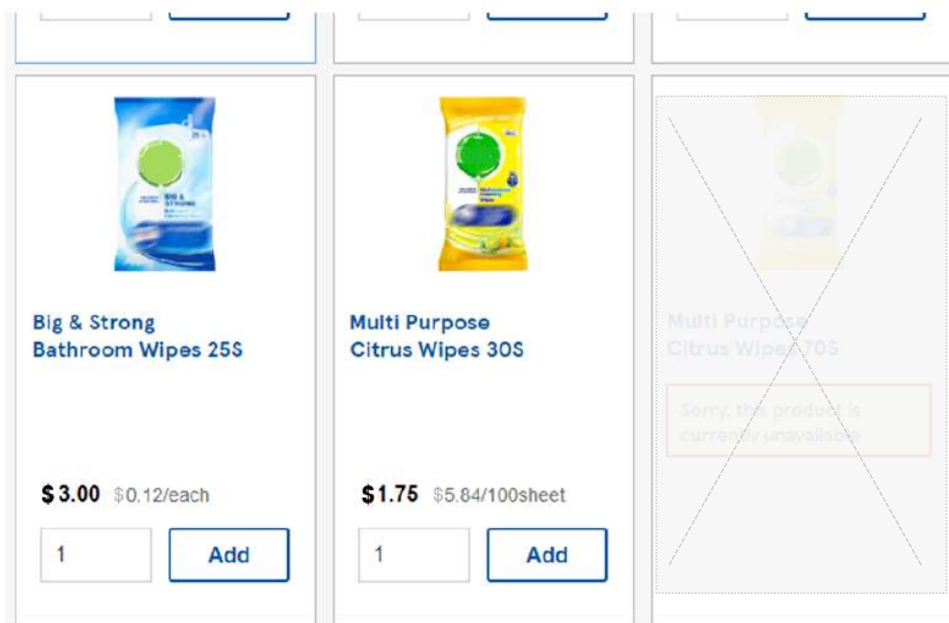 Big & Strong
Bathroom Wipes 25S
$3.00 $0.12/each
1 Add
Multi Purpose
Citrus Wipes 30S
$1.75 $5.84/100sheet
1 Add
Multi Purpose
Citrus Wipes 70S
Sorry, this product is
currently unavailable